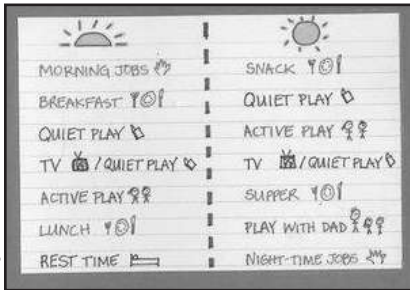 MORNING JOBS
BREAKFAST
QUIET PLAY
TV / QUIET PLAY
ACTIVE PLAY
LUNCH
REST TIME
SNACK
QUIET PLAY
ACTIVE PLAY
TV / QUIET PLAY
SUPPER
PLAY WITH DAD
NIGHT-TIME JOBS